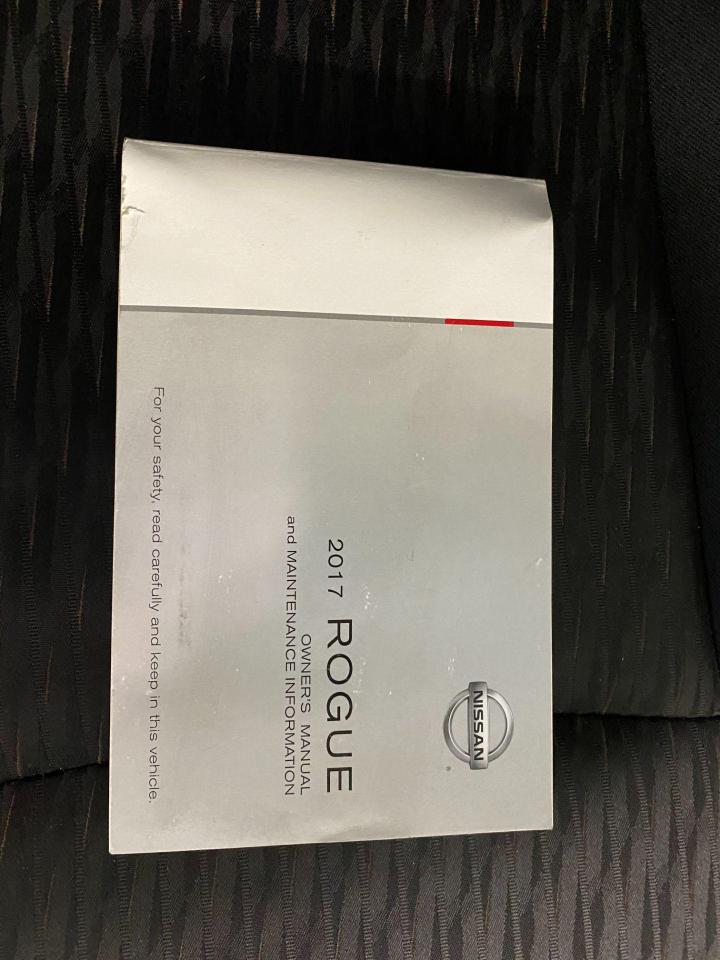 NISSAN
®
2017 ROGUE
OWNER'S MANUAL
and MAINTENANCE INFORMATION
For your safety, read carefully and keep in this vehicle.